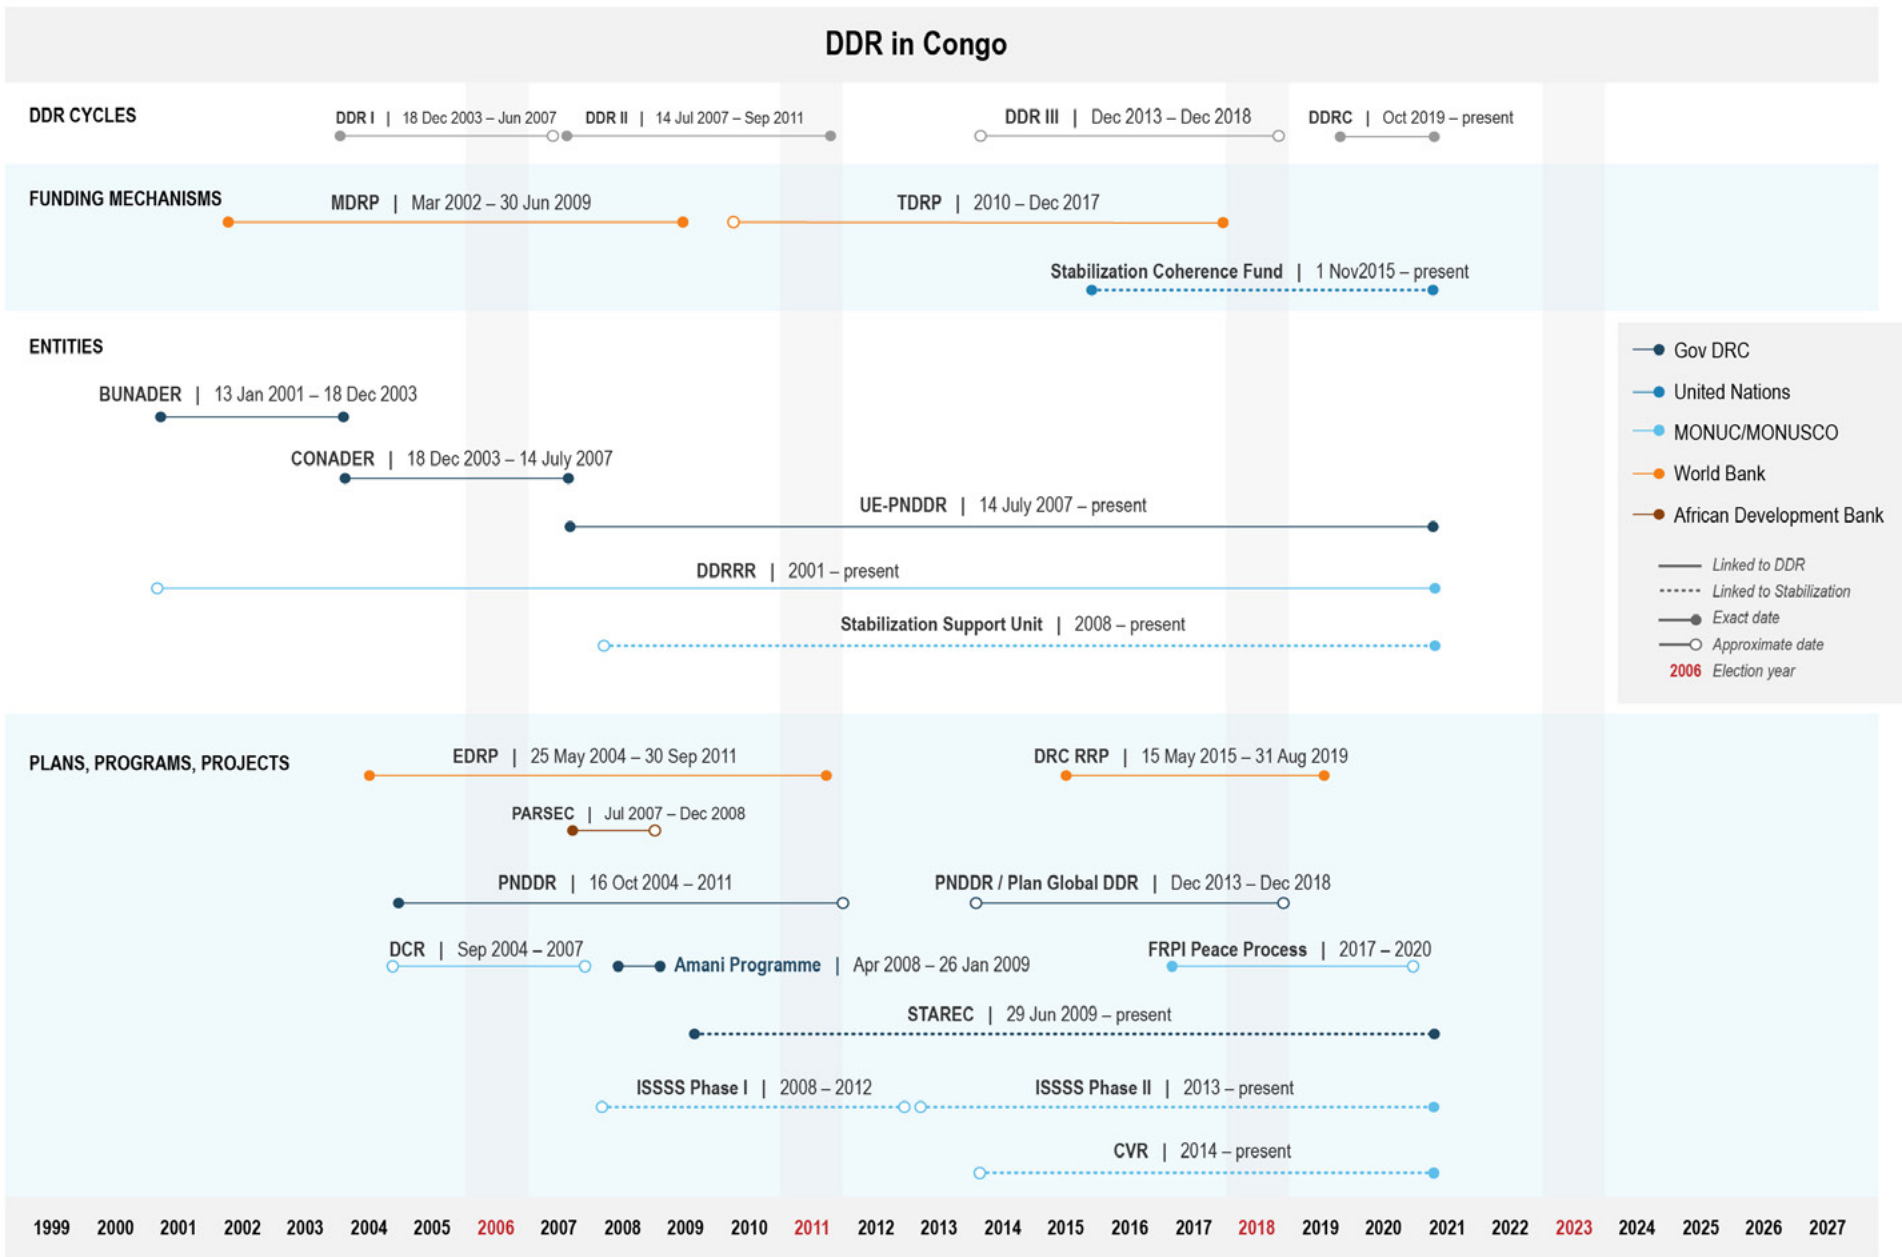 DDR in Congo
DDR CYCLES
DDR I | 18 Dec 2003 – Jun 2007
DDR II | 14 Jul 2007 – Sep 2011
DDR III | Dec 2013 – Dec 2018
DDRC | Oct 2019 – present
FUNDING MECHANISMS
MDRP | Mar 2002 – 30 Jun 2009
TDRP | 2010 – Dec 2017
Stabilization Coherence Fund | 1 Nov2015 – present
ENTITIES
BUNADER | 13 Jan 2001 – 18 Dec 2003
CONADER | 18 Dec 2003 – 14 July 2007
UE-PNDDR | 14 July 2007 – present
DDRRR | 2001 – present
Stabilization Support Unit | 2008 – present
Gov DRC
United Nations
MONUC/MONUSCO
World Bank
African Development Bank
Linked to DDR
Linked to Stabilization
Exact date
Approximate date
2006 Election year
PLANS, PROGRAMS, PROJECTS
EDRP | 25 May 2004 – 30 Sep 2011
DRC RRP | 15 May 2015 – 31 Aug 2019
PARSEC | Jul 2007 – Dec 2008
PNDDR | 16 Oct 2004 – 2011
PNDDR / Plan Global DDR | Dec 2013 – Dec 2018
DCR | Sep 2004 – 2007
Amani Programme | Apr 2008 – 26 Jan 2009
FRPI Peace Process | 2017 – 2020
STAREC | 29 Jun 2009 – present
ISSSS Phase I | 2008 – 2012
ISSSS Phase II | 2013 – present
CVR | 2014 – present
1999 2000 2001 2002 2003 2004 2005 2006 2007 2008 2009 2010 2011 2012 2013 2014 2015 2016 2017 2018 2019 2020 2021 2022 2023 2024 2025 2026 2027